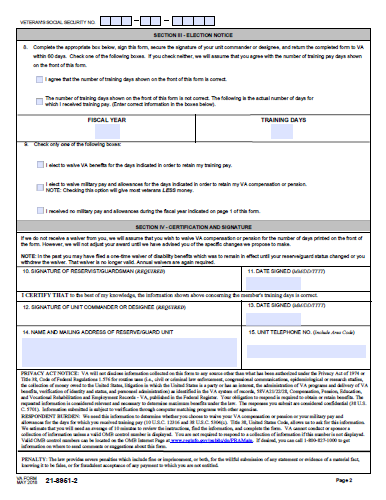 VETERAN'S SOCIAL SECURITY NO.
SECTION III - ELECTION NOTICE
8. Complete the appropriate box below, sign this form, secure the signature of your unit commander or designee, and return the completed form to VA
within 60 days. Check one of the following boxes. If you check neither, we will assume that you agree with the number of training pay days shown
on the front of this form.
I agree that the number of training days shown on the front of this form is correct.
The number of training days shown on the front of this form is not correct. The following is the actual number of days for
which I received training pay. (Enter correct information in the boxes below).
FISCAL YEAR TRAINING DAYS
9. Check only one of the following boxes:
I elect to waive VA benefits for the days indicated in order to retain my training pay.
I elect to waive military pay and allowances for the days indicated in order to retain my VA compensation or pension.
NOTE: Checking this option will give most veterans LESS money.
I received no military pay and allowances during the fiscal year indicated on page 1 of this form.
SECTION IV - CERTIFICATION AND SIGNATURE
If we do not receive a waiver from you, we will assume that you wish to waive VA compensation or pension for the number of days printed on the front of
the form. However, we will not adjust your award until we have advised you of the specific changes we propose to make.
NOTE: In the past you may have filed a one-time waiver of disability benefits which was to remain in effect until your reservist/guard status changed or you
withdrew the waiver. That waiver is no longer valid. Annual waivers are again required.
10. SIGNATURE OF RESERVIST/GUARDSMAN (REQUIRED) 11. DATE SIGNED (MM/DD/YYYY)
I CERTIFY THAT to the best of my knowledge, the information shown above concerning the member's training days is correct.
12. SIGNATURE OF UNIT COMMANDER OR DESIGNEE (REQUIRED) 13. DATE SIGNED (MM/DD/YYYY)
14. NAME AND MAILING ADDRESS OF RESERVE/GUARD UNIT 15. UNIT TELEPHONE NO. (Include Area Code)
PRIVACY ACT NOTICE: VA will not disclose information collected on this form to any source other than what has been authorized under the Privacy Act of 1974 or
Title 38, Code of Federal Regulations 1.576 for routine uses (i.e., civil or criminal law enforcement, congressional communications, epidemiological or research studies,
the collection of money owed to the United States, litigation in which the United States is a party or has an interest, the administration of VA programs and delivery of VA
benefits, verification of identity and status, and personnel administration) as identified in the VA system of records, 58VA21/22/28, Compensation, Pension, Education,
and Vocational Rehabilitation and Employment Records - VA, published in the Federal Register. Your obligation to respond is required to obtain or retain benefits. The
requested information is considered relevant and necessary to determine maximum benefits under the law. The responses you submit are considered confidential (38 U.S.
C. 5701). Information submitted is subject to verification through computer matching programs with other agencies.
RESPONDENT BURDEN: We need this information to determine whether you choose to waive your VA compensation or pension or your military pay and
allowances for the days for which you received training pay (10 U.S.C. 12316 and 38 U.S.C. 5304(c)). Title 38, United States Code, allows us to ask for this information.
We estimate that you will need an average of 10 minutes to review the instructions, find the information, and complete the form. VA cannot conduct or sponsor a
collection of information unless a valid OMB control number is displayed. You are not required to respond to a collection of information if this number is not displayed.
Valid OMB control numbers can be located on the OMB Internet Page at www.reginfo.gov/public/do/PRAMain. If desired, you can call 1-800-827-1000 to get
information on where to send comments or suggestions about this form.
PENALTY: The law provides severe penalties which include fine or imprisonment, or both, for the willful submission of any statement or evidence of a material fact,
knowing it to be false, or for fraudulent acceptance of any payment to which you are not entitled.
VA FORM
MAY 2016 21-8951-2 Page 2